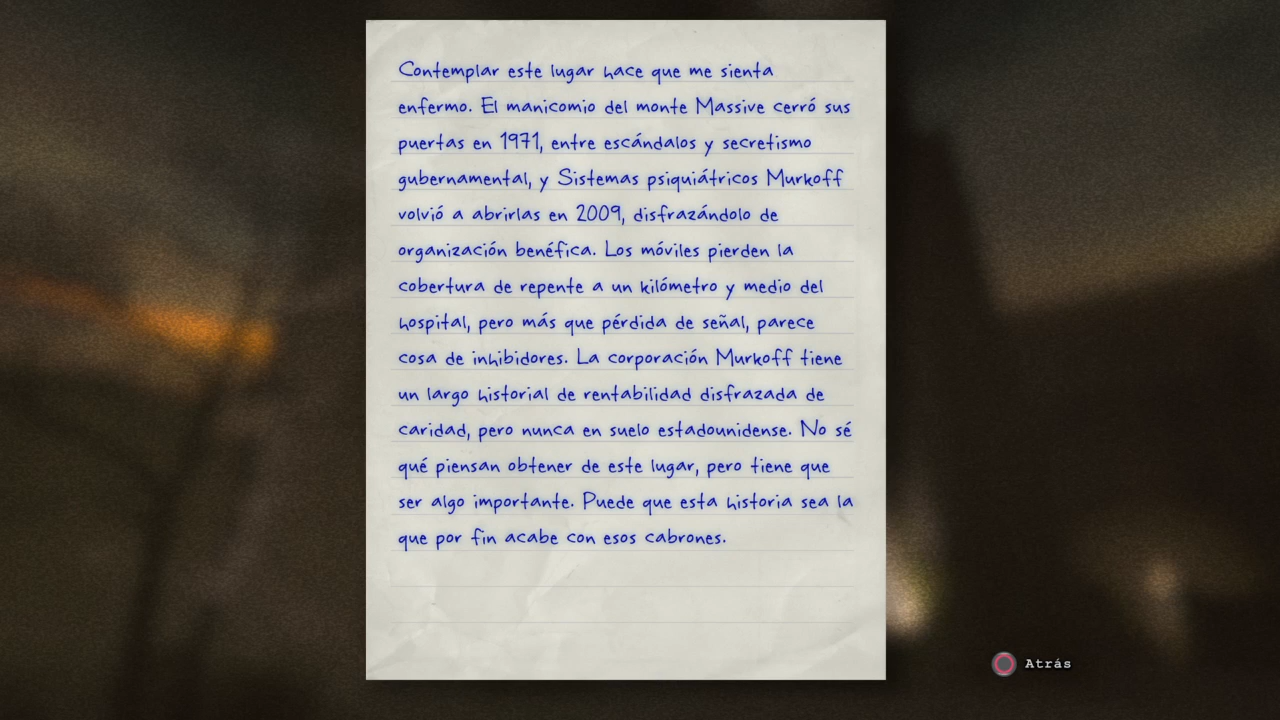 Contemplar este lugar hace que me sienta
enfermo. El manicomio del monte Massive cerró sus
puertas en 1971, entre escándalos y secretismo
gubernamental, y Sistemas psiquiátricos Murkoff
volvió a abrirlas en 2009, disfrazándolo de
organización benéfica. Los móviles pierden la
cobertura de repente a un kilómetro y medio del
hospital, pero más que pérdida de señal, parece
cosa de inhibidores. La corporación Murkoff tiene
un largo historial de rentabilidad disfrazada de
caridad, pero nunca en suelo estadounidense. No sé
qué piensan obtener de este lugar, pero tiene que
ser algo importante. Puede que esta historia sea la
que por fin acabe con esos cabrones.
Atrás